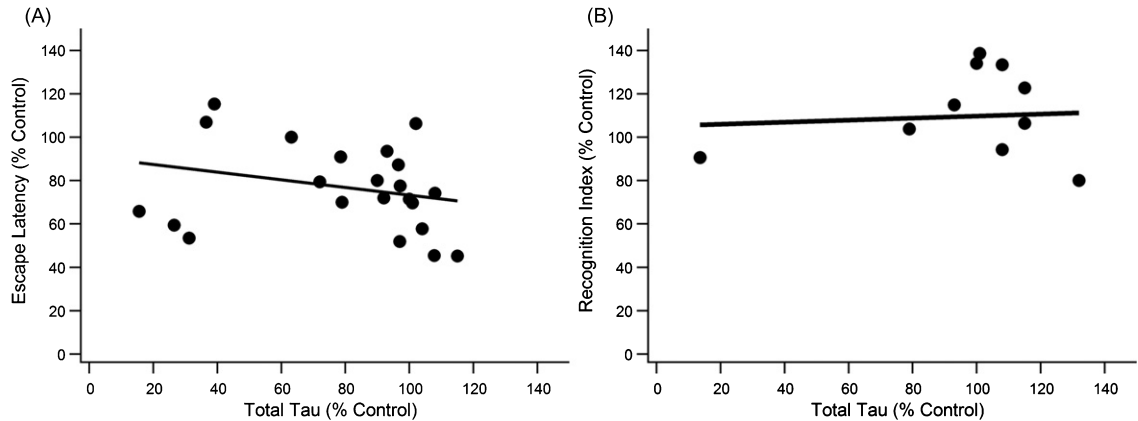 (A)
Escape Latency (% Control)
140
120
100
80
60
40
20
0
0 20 40 60 80 100 120 140
Total Tau (% Control)
(B)
Recognition Index (% Control)
140
120
100
80
60
40
20
0
0 20 40 60 80 100 120 140
Total Tau (% Control)